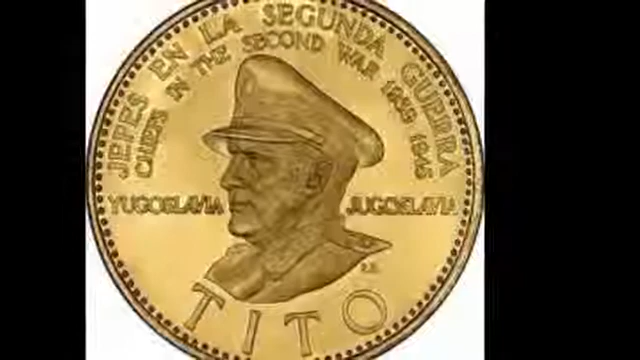 JEFES EN LA SEGUNDA GUERRA
CHIEFS IN THE SECOND WAR 1939 1945
YUGOSLAVIA JUGOSLAVIA
TITO